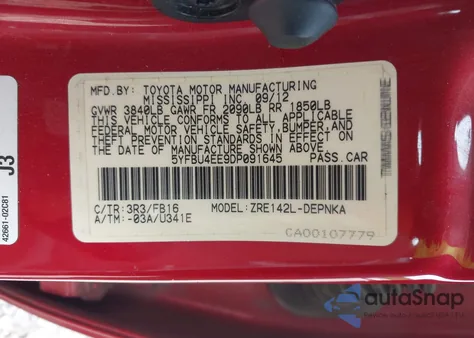 MFD.BY: TOYOTA MOTOR MANUFACTURING
MISSISSIPPI INC. 09/12
GVWR 3840LB GAWR FR 2090LB RR 1850LB
THIS VEHICLE CONFORMS TO ALL APPLICABLE
FEDERAL MOTOR VEHICLE SAFETY,BUMPER,AND
THEFT PREVENTION STANDARDS IN EFFECT ON
THE DATE OF MANUFACTURE SHOWN ABOVE.
5YFBU4EE9DP091645 PASS.CAR
C/TR: 3R3/FB16 MODEL: ZRE142L-DEPNKA
A/TM: -03A/U341E
CA00107779
J3
42661-02C81
autoSnap